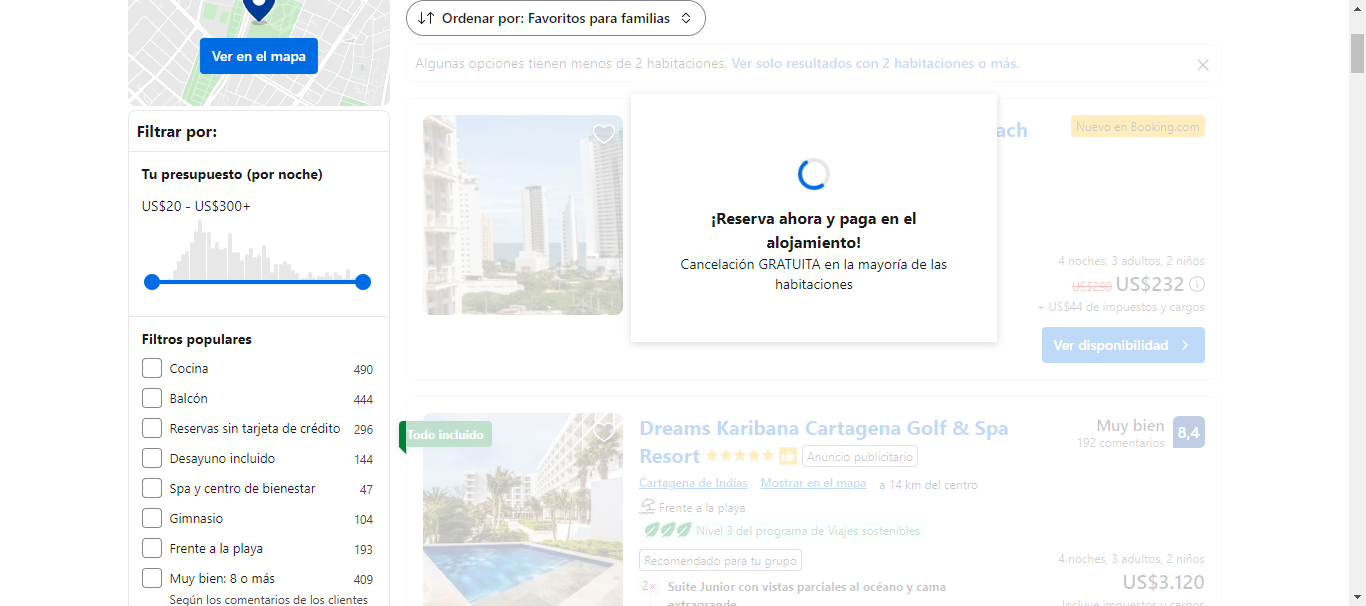 Ver en el mapa
Filtrar por:
Tu presupuesto (por noche)
US$20 - US$300+
Filtros populares
Cocina 490
Balcón 444
Reservas sin tarjeta de crédito 296
Desayuno incluido 144
Spa y centro de bienestar 47
Gimnasio 104
Frente a la playa 193
Muy bien: 8 o más 409
Según los comentarios de los clientes
Ordenar por: Favoritos para familias
Algunas opciones tienen menos de 2 habitaciones. Ver solo resultados con 2 habitaciones o más.
Nuevo en Booking.com
¡Reserva ahora y paga en el
alojamiento!
Cancelación GRATUITA en la mayoría de las
habitaciones
4 noches, 3 adultos, 2 niños
US$290 US$232
+ US$44 de impuestos y cargos
Ver disponibilidad
Todo incluido
Dreams Karibana Cartagena Golf & Spa
Resort Anuncio publicitario
Muy bien 8,4
192 comentarios
Cartagena de Indias Mostrar en el mapa a 14 km del centro
Frente a la playa
Nivel 3 del programa de Viajes sostenibles
Recomendado para tu grupo
2× Suite Junior con vistas parciales al océano y cama
extragrande
4 noches, 3 adultos, 2 niños
US$3.120
Incluye impuestos y cargos